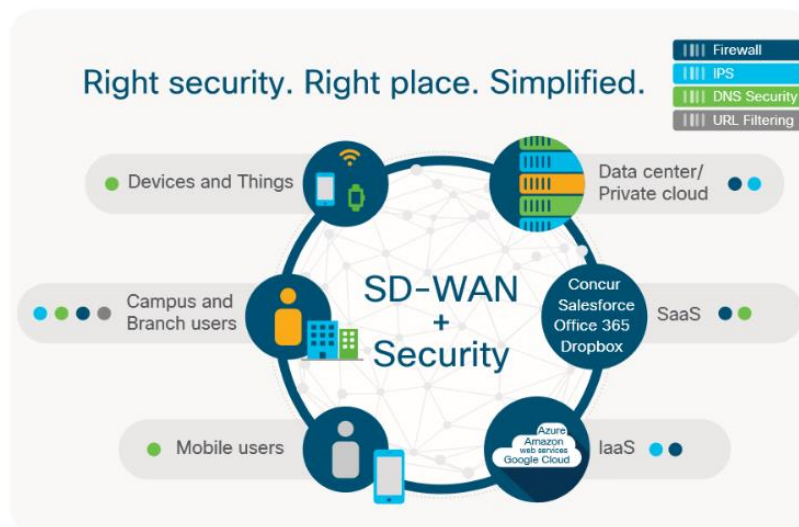 Right security. Right place. Simplified.
Firewall
IPS
DNS Security
URL Filtering
Devices and Things
Data center/
Private cloud
Campus and
Branch users
SD-WAN
+
Security
Concur
Salesforce
Office 365
Dropbox
SaaS
Mobile users
Azure
Amazon
web services
Google Cloud
IaaS